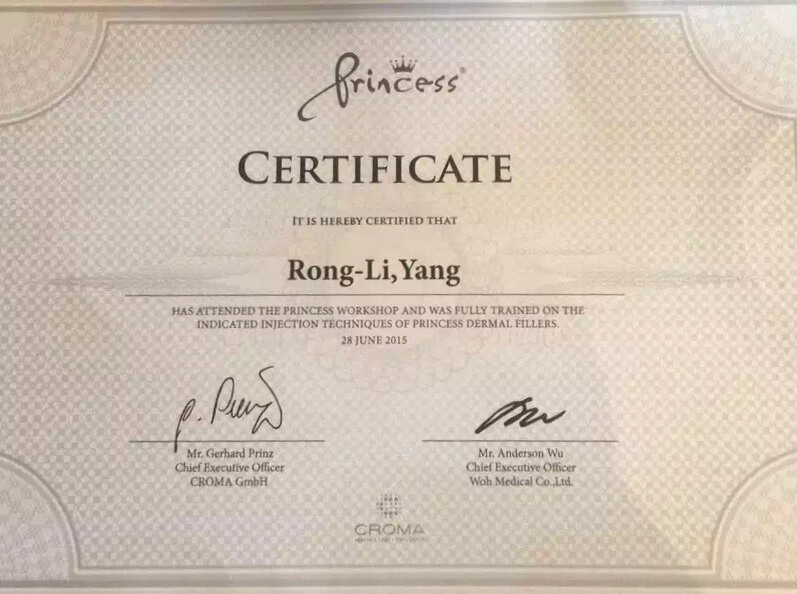 Princess®
CERTIFICATE
IT IS HEREBY CERTIFIED THAT
Rong-Li,Yang
HAS ATTENDED THE PRINCESS WORKSHOP AND WAS FULLY TRAINED ON THE
INDICATED INJECTION TECHNIQUES OF PRINCESS DERMAL FILLERS.
28 JUNE 2015
Mr. Gerhard Prinz
Chief Executive Officer
CROMA GmbH
Mr. Anderson Wu
Chief Executive Officer
Woh Medical Co.,Ltd.
CROMA